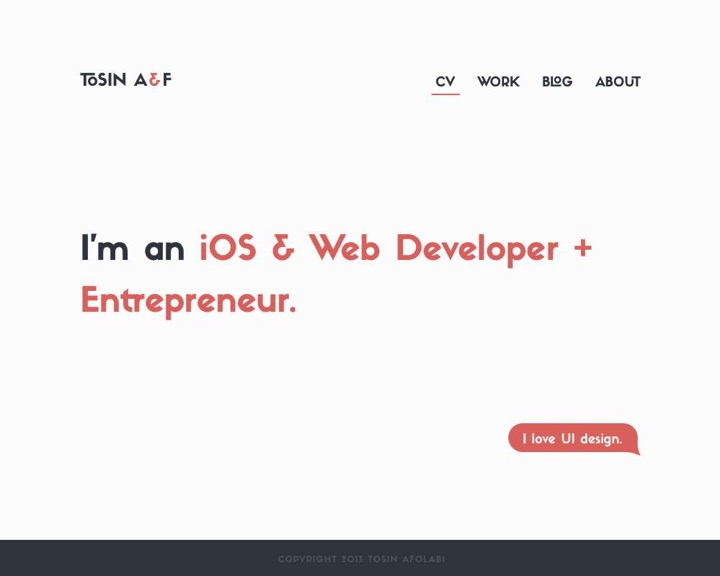 TOSIN A&F
CV WORK BLOG ABOUT
I'm an iOS & Web Developer +
Entrepreneur.
I love UI design.
COPYRIGHT 2013 TOSIN AFOLABI